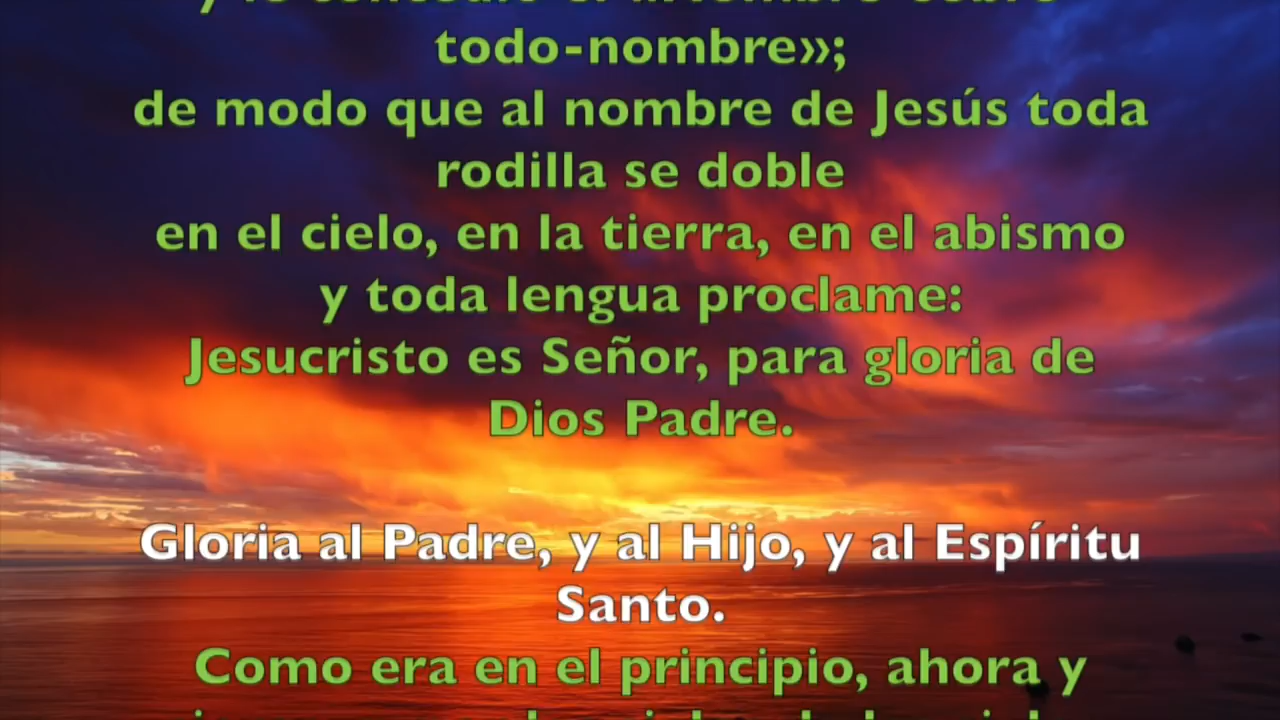 todo-nombre»;
de modo que al nombre de Jesús toda
rodilla se doble
en el cielo, en la tierra, en el abismo
y toda lengua proclame:
Jesucristo es Señor, para gloria de
Dios Padre.
Gloria al Padre, y al Hijo, y al Espíritu
Santo.
Como era en el principio, ahora y